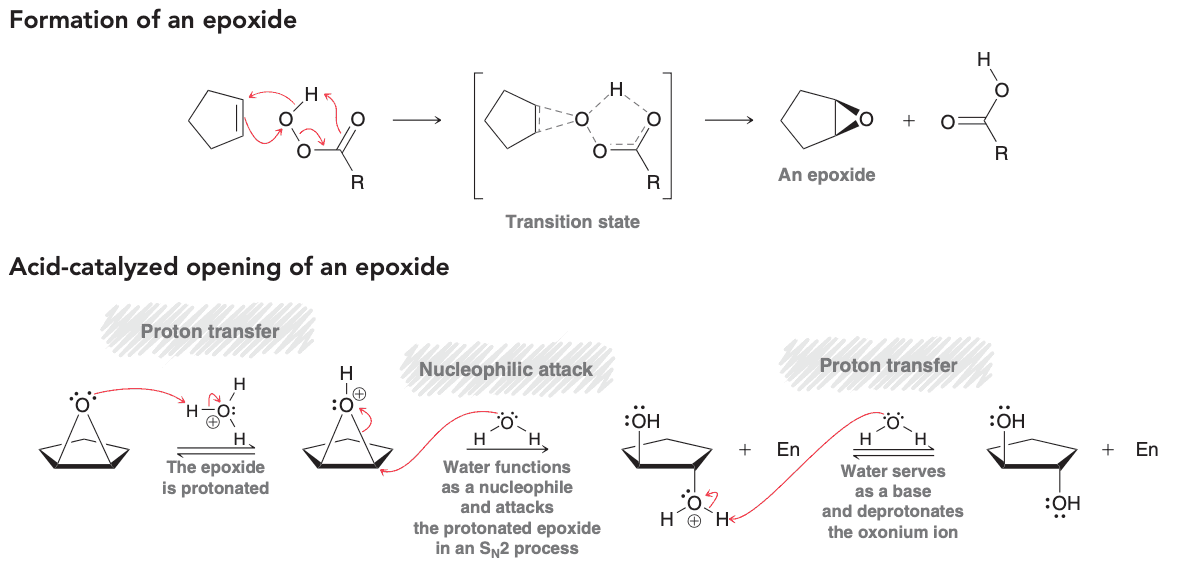 Formation of an epoxide
H
O
O
O
R
H
O
O
O
R
Transition state
O
An epoxide
+
H
O
O
R
Acid-catalyzed opening of an epoxide
Proton transfer
Nucleophilic attack
Proton transfer
:O:
H
H–O:
⊕
H
The epoxide
is protonated
H
:O⊕
O
H H
Water functions
as a nucleophile
and attacks
the protonated epoxide
in an SN2 process
:OH
O
H ⊕ H
+ En
O
H H
Water serves
as a base
and deprotonates
the oxonium ion
:OH
:OH
+ En